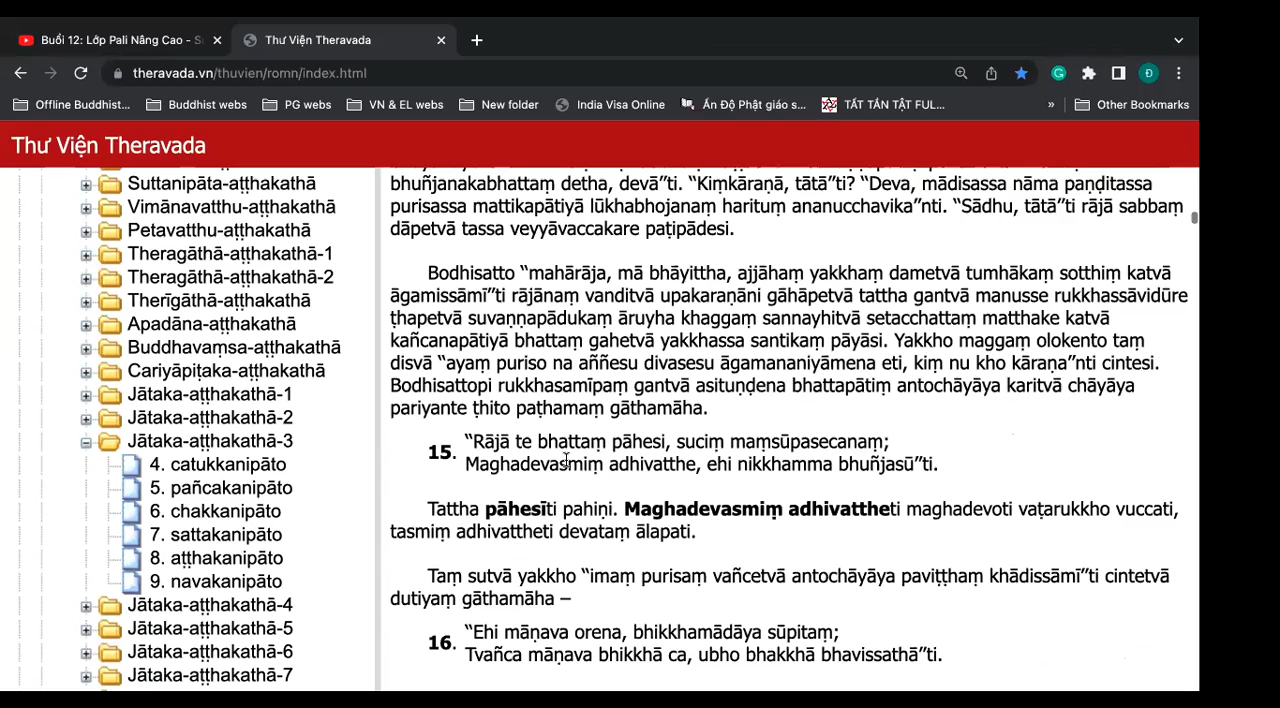 Buổi 12: Lớp Pali Nâng Cao - S
Thư Viện Theravada
theravada.vn/thuvien/romn/index.html
Offline Buddhist... Buddhist webs PG webs VN & EL webs New folder India Visa Online Ấn Độ Phật giáo s... TẤT TẦN TẬT FUL... » Other Bookmarks
Thư Viện Theravada
Suttanipāta-aṭṭhakathā
Vimānavatthu-aṭṭhakathā
Petavatthu-aṭṭhakathā
Theragāthā-aṭṭhakathā-1
Theragāthā-aṭṭhakathā-2
Therīgāthā-aṭṭhakathā
Apadāna-aṭṭhakathā
Buddhavaṃsa-aṭṭhakathā
Cariyāpiṭaka-aṭṭhakathā
Jātaka-aṭṭhakathā-1
Jātaka-aṭṭhakathā-2
Jātaka-aṭṭhakathā-3
4. catukkanipāto
5. pañcakanipāto
6. chakkanipāto
7. sattakanipāto
8. aṭṭhakanipāto
9. navakanipāto
Jātaka-aṭṭhakathā-4
Jātaka-aṭṭhakathā-5
Jātaka-aṭṭhakathā-6
Jātaka-aṭṭhakathā-7
bhuñjanakabhattaṃ detha, devā”ti. “Kiṃkāraṇā, tātā”ti? “Deva, mādisassa nāma paṇḍitassa
purisassa mattikapātiyā lūkhabhojanaṃ harituṃ ananucchavika”nti. “Sādhu, tātā”ti rājā sabbaṃ
dāpetvā tassa veyyāvaccakare paṭipādesi.
Bodhisatto “mahārāja, mā bhāyittha, ajjāhaṃ yakkhaṃ dametvā tumhākaṃ sotthiṃ katvā
āgamissāmī”ti rājānaṃ vanditvā upakaraṇāni gāhāpetvā tattha gantvā manusse rukkhassāvidūre
ṭhapetvā suvaṇṇapādukaṃ āruyha khaggaṃ sannayhitvā setacchattaṃ matthake katvā
kañcanapātiyā bhattaṃ gahetvā yakkhassa santikaṃ pāyāsi. Yakkho maggaṃ olokento taṃ
disvā “ayaṃ puriso na aññesu divasesu āgamananiyāmena eti, kiṃ nu kho kāraṇa”nti cintesi.
Bodhisattopi rukkhasamīpaṃ gantvā asituṇḍena bhattapātiṃ antochāyāya karitvā chāyāya
pariyante ṭhito paṭhamaṃ gāthamāha.
15. “Rājā te bhattaṃ pāhesi, suciṃ maṃsūpasecanaṃ;
Maghadevasmiṃ adhivatthe, ehi nikkhamma bhuñjasū”ti.
Tattha pāhesīti pahiṇi. Maghadevasmiṃ adhivattheti maghadevoti vaṭarukkho vuccati,
tasmiṃ adhivattheti devataṃ ālapati.
Taṃ sutvā yakkho “imaṃ purisaṃ vañcetvā antochāyāya paviṭṭhaṃ khādissāmī”ti cintetvā
dutiyaṃ gāthamāha –
16. “Ehi māṇava orena, bhikkhamādāya sūpitaṃ;
Tvañca māṇava bhikkhā ca, ubho bhakkhā bhavissathā”ti.